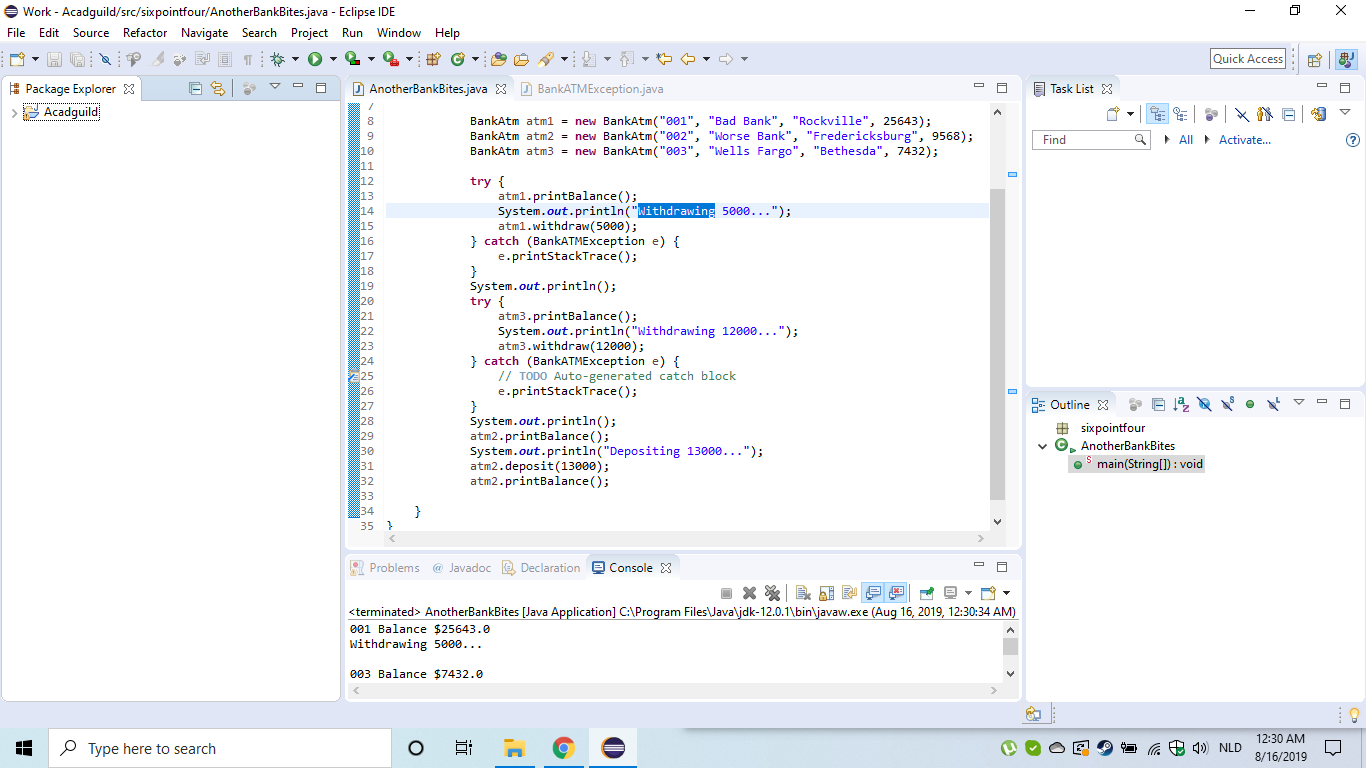 Work - Acadguild/src/sixpointfour/AnotherBankBites.java - Eclipse IDE
File Edit Source Refactor Navigate Search Project Run Window Help
Quick Access
Package Explorer
Acadguild
AnotherBankBites.java BankATMException.java
7
8 BankAtm atm1 = new BankAtm("001", "Bad Bank", "Rockville", 25643);
9 BankAtm atm2 = new BankAtm("002", "Worse Bank", "Fredericksburg", 9568);
10 BankAtm atm3 = new BankAtm("003", "Wells Fargo", "Bethesda", 7432);
11
12 try {
13 atm1.printBalance();
14 System.out.println("Withdrawing 5000...");
15 atm1.withdraw(5000);
16 } catch (BankATMException e) {
17 e.printStackTrace();
18 }
19 System.out.println();
20 try {
21 atm3.printBalance();
22 System.out.println("Withdrawing 12000...");
23 atm3.withdraw(12000);
24 } catch (BankATMException e) {
25 // TODO Auto-generated catch block
26 e.printStackTrace();
27 }
28 System.out.println();
29 atm2.printBalance();
30 System.out.println("Depositing 13000...");
31 atm2.deposit(13000);
32 atm2.printBalance();
33
34 }
35 }
Problems @ Javadoc Declaration Console
<terminated> AnotherBankBites [Java Application] C:\Program Files\Java\jdk-12.0.1\bin\javaw.exe (Aug 16, 2019, 12:30:34 AM)
001 Balance $25643.0
Withdrawing 5000...
003 Balance $7432.0
Task List
Find All Activate...
Outline
sixpointfour
AnotherBankBites
main(String[]) : void
Type here to search
NLD
12:30 AM
8/16/2019